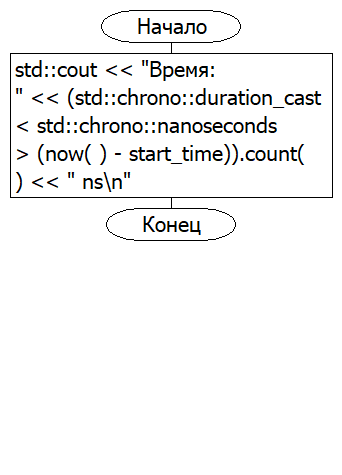 Начало
std::cout << "Время:
" << (std::chrono::duration_cast
< std::chrono::nanoseconds
> (now( ) - start_time)).count(
) << " ns\n"
Конец